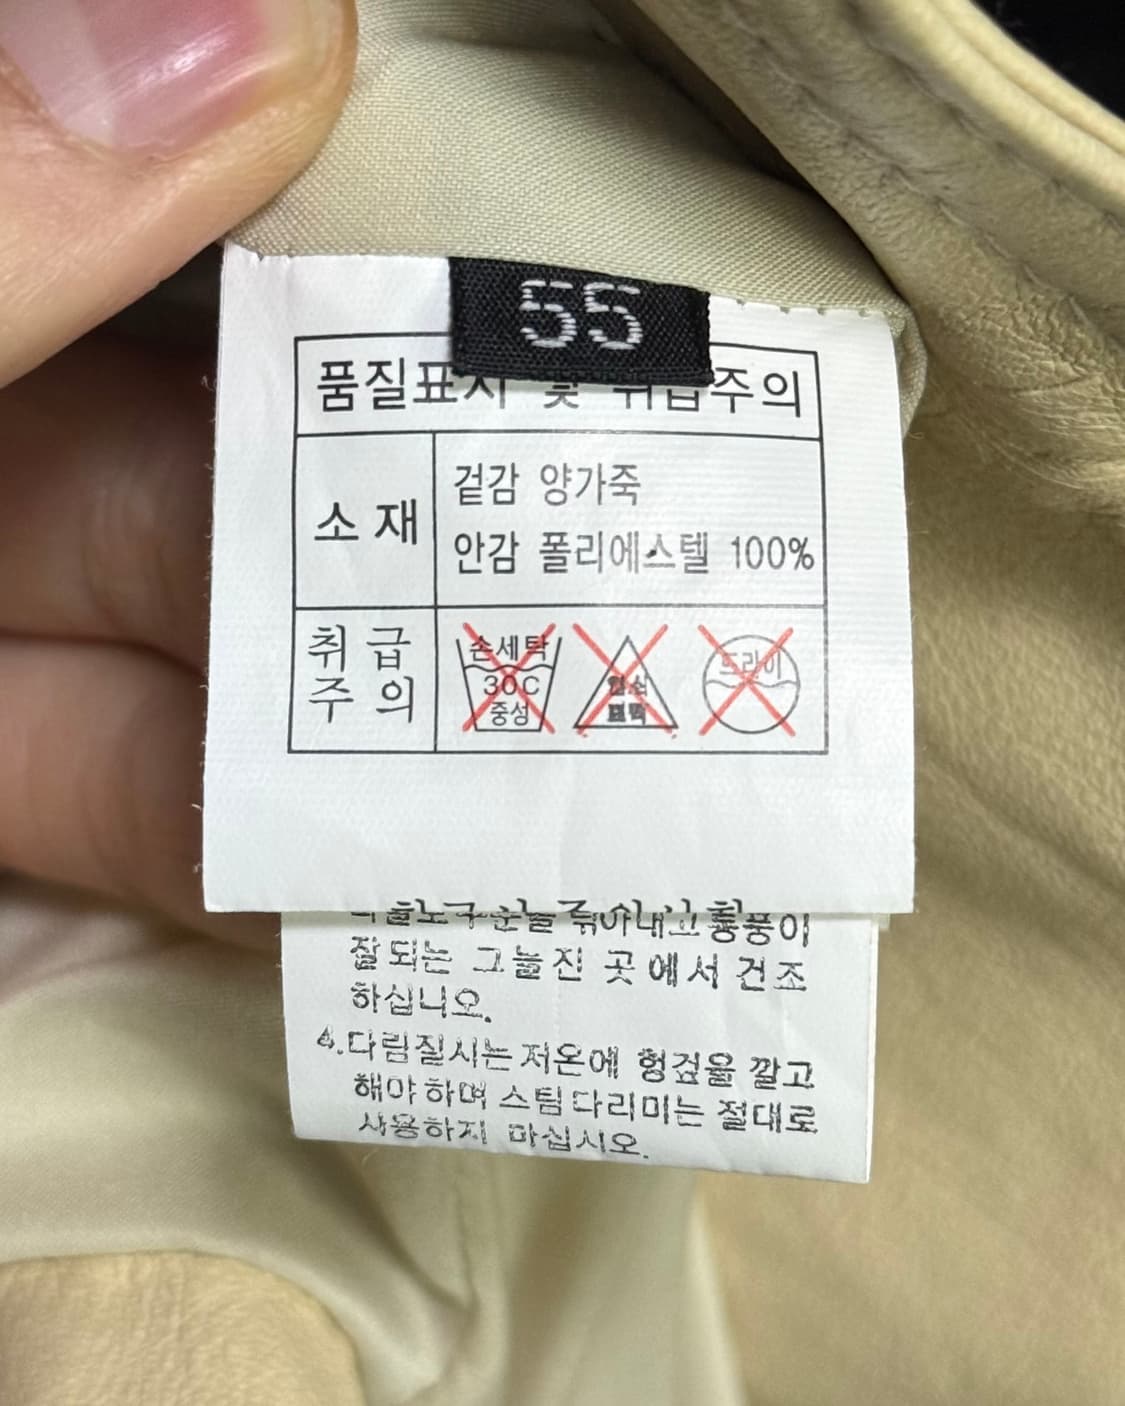 55
품질표시 및 취급주의
소재
겉감 양가죽
안감 폴리에스텔 100%
취급
주의
손세탁
30C
중성
드라이
통풍이
잘되는 그늘진 곳에서 건조
하십니오.
4.다림질시는 저온에 헝겊을 깔고
해야하며 스팀다리미는 절대로
사용하지 마십시오.